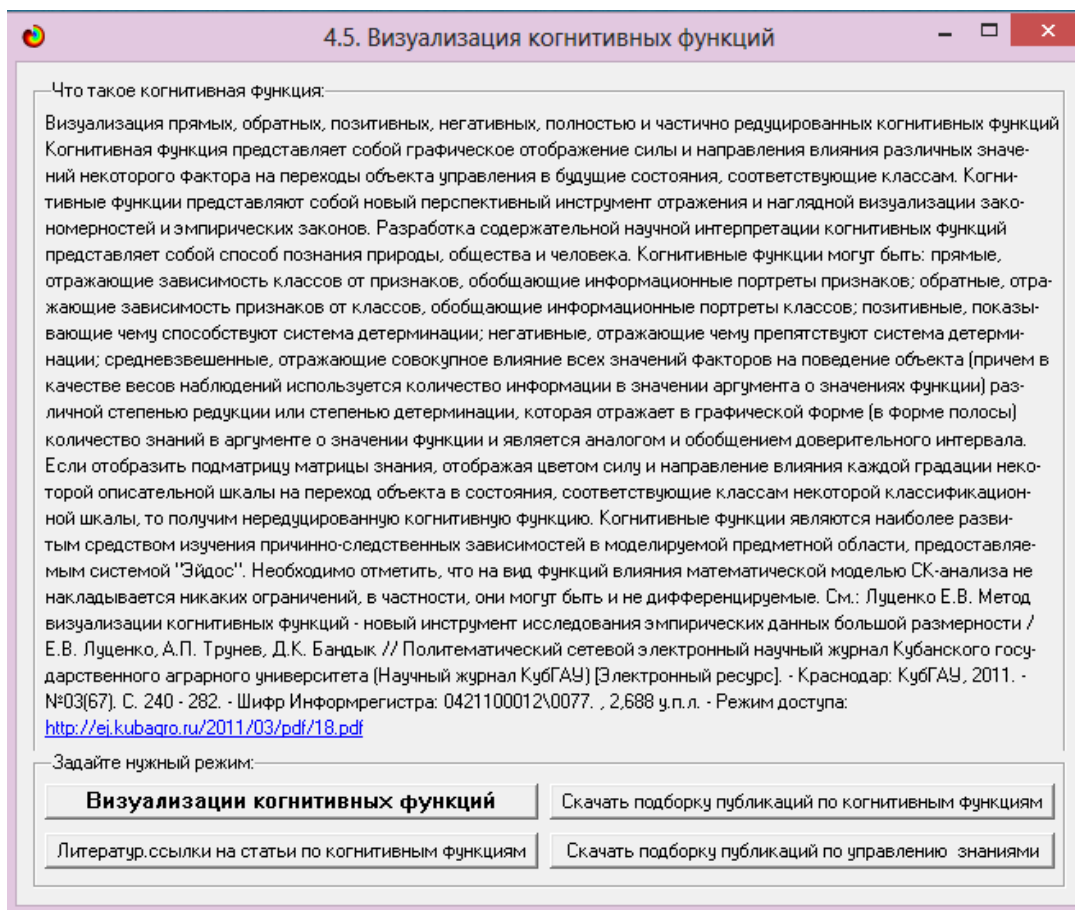 4.5. Визуализация когнитивных функций
Что такое когнитивная функция:
Визуализация прямых, обратных, позитивных, негативных, полностью и частично редуцированных когнитивных функций
Когнитивная функция представляет собой графическое отображение силы и направления влияния различных значе-
ний некоторого фактора на переходы объекта управления в будущие состояния, соответствующие классам. Когни-
тивные функции представляют собой новый перспективный инструмент отражения и наглядной визуализации зако-
номерностей и эмпирических законов. Разработка содержательной научной интерпретации когнитивных функций
представляет собой способ познания природы, общества и человека. Когнитивные функции могут быть: прямые,
отражающие зависимость классов от признаков, обобщающие информационные портреты признаков; обратные, отра-
жающие зависимость признаков от классов, обобщающие информационные портреты классов; позитивные, показы-
вающие чему способствуют система детерминации; негативные, отражающие чему препятствуют система детерми-
нации; средневзвешенные, отражающие совокупное влияние всех значений факторов на поведение объекта (причем в
качестве весов наблюдений используется количество информации в значении аргумента о значениях функции) раз-
личной степенью редукции или степенью детерминации, которая отражает в графической форме (в форме полосы)
количество знаний в аргументе о значении функции и является аналогом и обобщением доверительного интервала.
Если отобразить подматрицу матрицы знания, отображая цветом силу и направление влияния каждой градации неко-
торой описательной шкалы на переход объекта в состояния, соответствующие классам некоторой классификацион-
ной шкалы, то получим нередуцированную когнитивную функцию. Когнитивные функции являются наиболее разви-
тым средством изучения причинно-следственных зависимостей в моделируемой предметной области, предоставляе-
мым системой "Эйдос". Необходимо отметить, что на вид функций влияния математической моделью СК-анализа не
накладывается никаких ограничений, в частности, они могут быть и не дифференцируемые. См.: Луценко Е.В. Метод
визуализации когнитивных функций - новый инструмент исследования эмпирических данных большой размерности /
Е.В. Луценко, А.П. Трунев, Д.К. Бандык // Политематический сетевой электронный научный журнал Кубанского госу-
дарственного аграрного университета (Научный журнал КубГАУ) [Электронный ресурс]. - Краснодар: КубГАУ, 2011. -
№03(67). С. 240 - 282. - Шифр Информрегистра: 0421100012\0077. , 2,688 у.п.л. - Режим доступа:
http://ej.kubagro.ru/2011/03/pdf/18.pdf
Задайте нужный режим:
Визуализации когнитивных функций
Скачать подборку публикаций по когнитивным функциям
Литератур.ссылки на статьи по когнитивным функциям
Скачать подборку публикаций по управлению знаниями